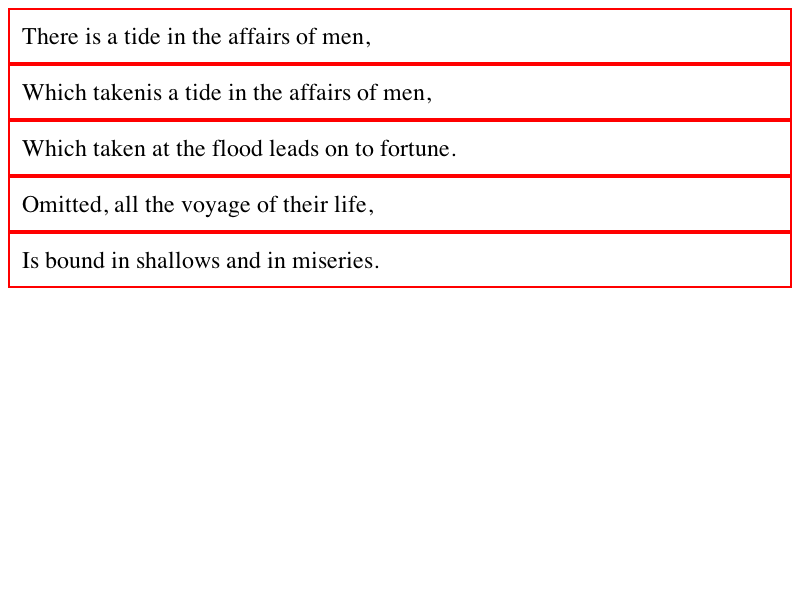 There is a tide in the affairs of men,
Which takenis a tide in the affairs of men,
Which taken at the flood leads on to fortune.
Omitted, all the voyage of their life,
Is bound in shallows and in miseries.